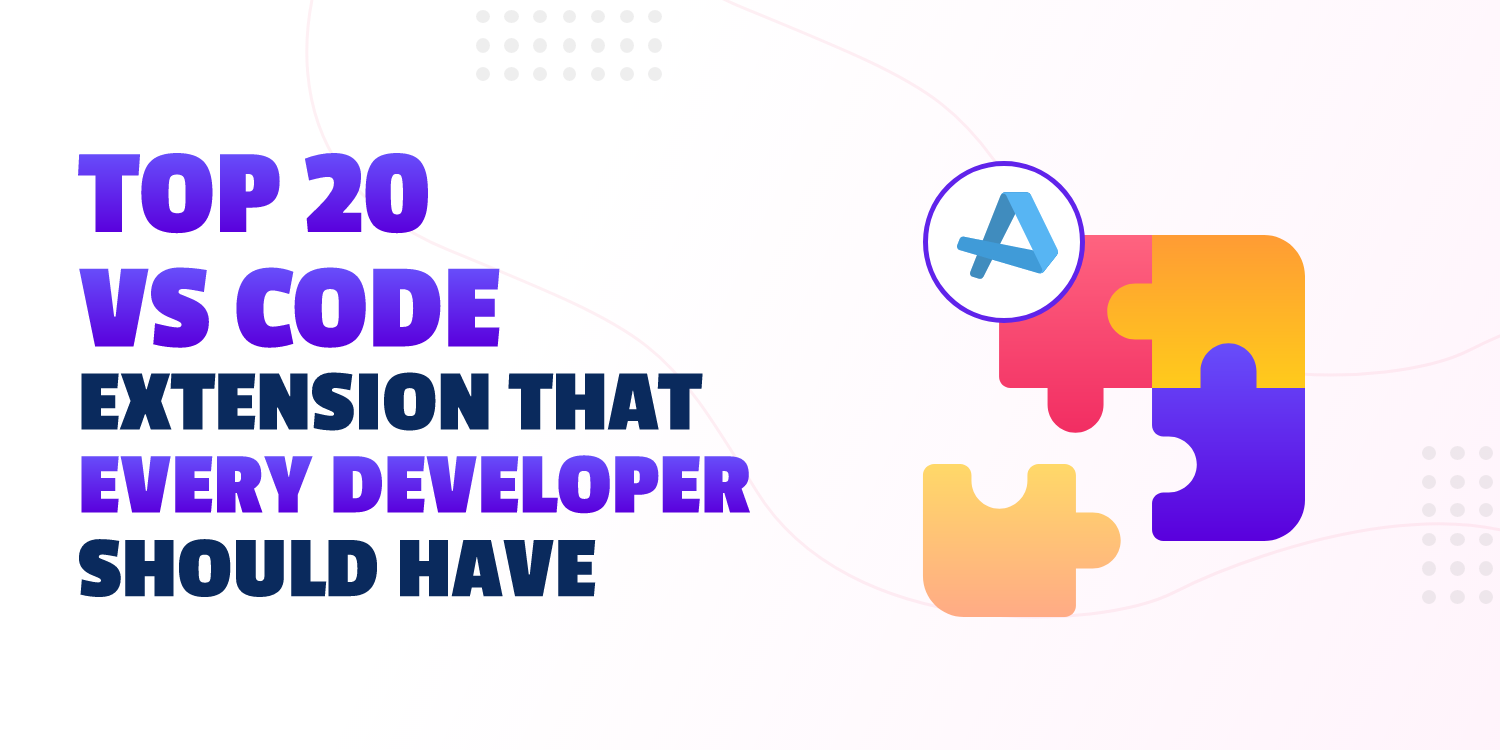 TOP 20
VS CODE
EXTENSION THAT
EVERY DEVELOPER
SHOULD HAVE